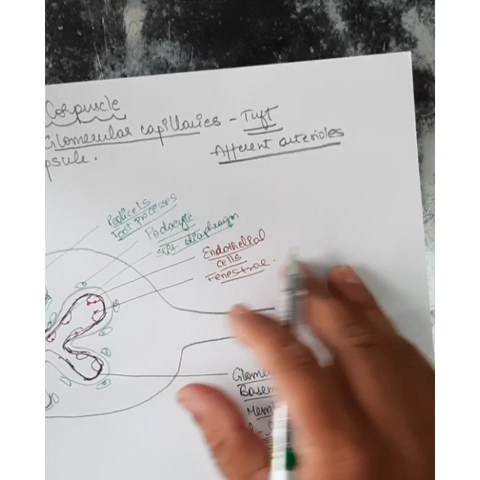 Corpuscle
Glomerular capillaries - Tuft
psule.
Afferent arterioles
Pedicels
Foot processes
Podocyte
Slit diaphragm
Endothelial
cells
Fenestrae.
Glome
Basem
Mem